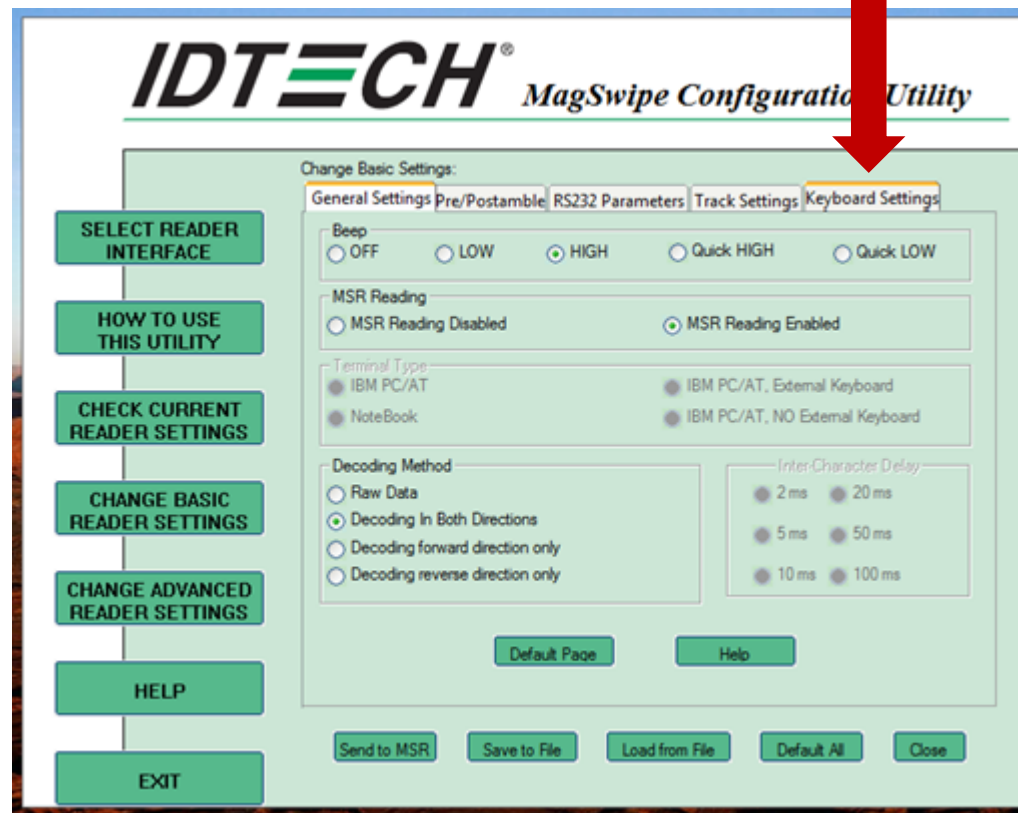 IDTECH®
MagSwipe Configuration Utility
Change Basic Settings:
General Settings Pre/Postamble RS232 Parameters Track Settings Keyboard Settings
SELECT READER
INTERFACE
Beep
OFF LOW HIGH Quick HIGH Quick LOW
MSR Reading
MSR Reading Disabled MSR Reading Enabled
HOW TO USE
THIS UTILITY
Terminal Type
IBM PC/AT IBM PC/AT, External Keyboard
NoteBook IBM PC/AT, NO External Keyboard
CHECK CURRENT
READER SETTINGS
Decoding Method
Raw Data
Decoding In Both Directions
Decoding forward direction only
Decoding reverse direction only
Inter-Character Delay
2 ms 20 ms
5 ms 50 ms
10 ms 100 ms
CHANGE BASIC
READER SETTINGS
CHANGE ADVANCED
READER SETTINGS
Default Page Help
HELP
Send to MSR Save to File Load from File Default All Close
EXIT